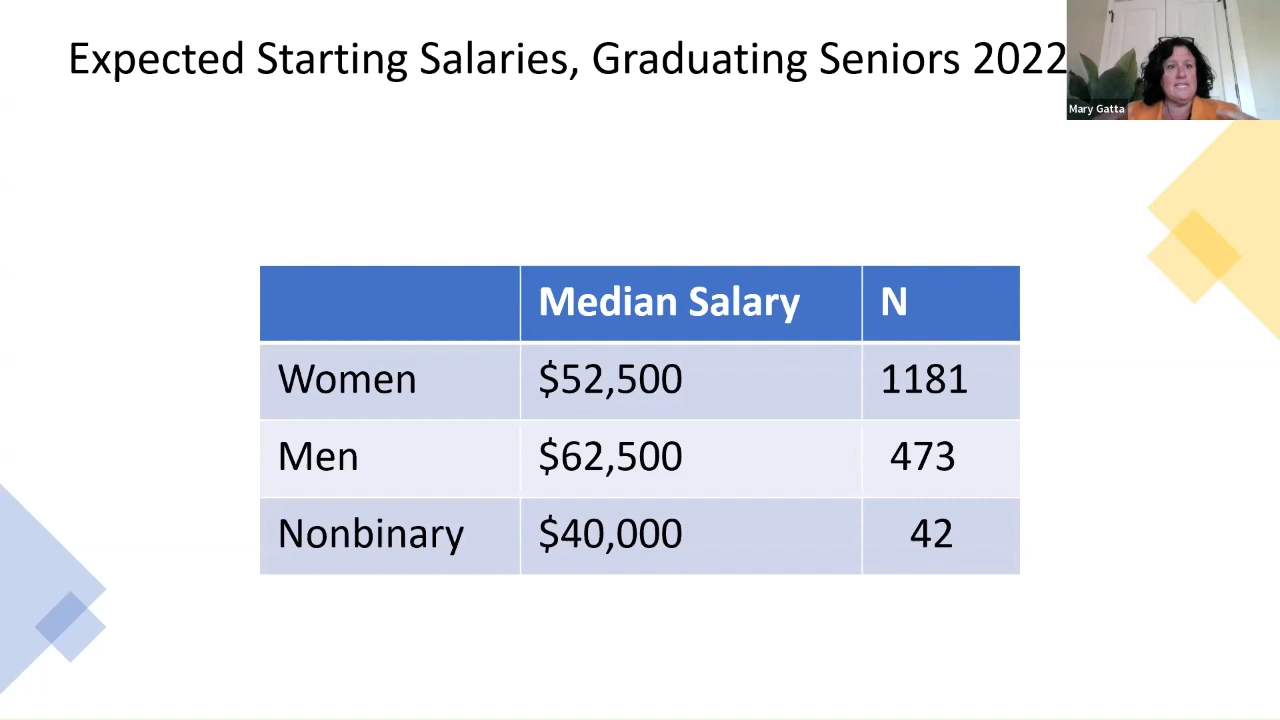 Expected Starting Salaries, Graduating Seniors 2022
Mary Gatta
Median Salary N
Women $52,500 1181
Men $62,500 473
Nonbinary $40,000 42